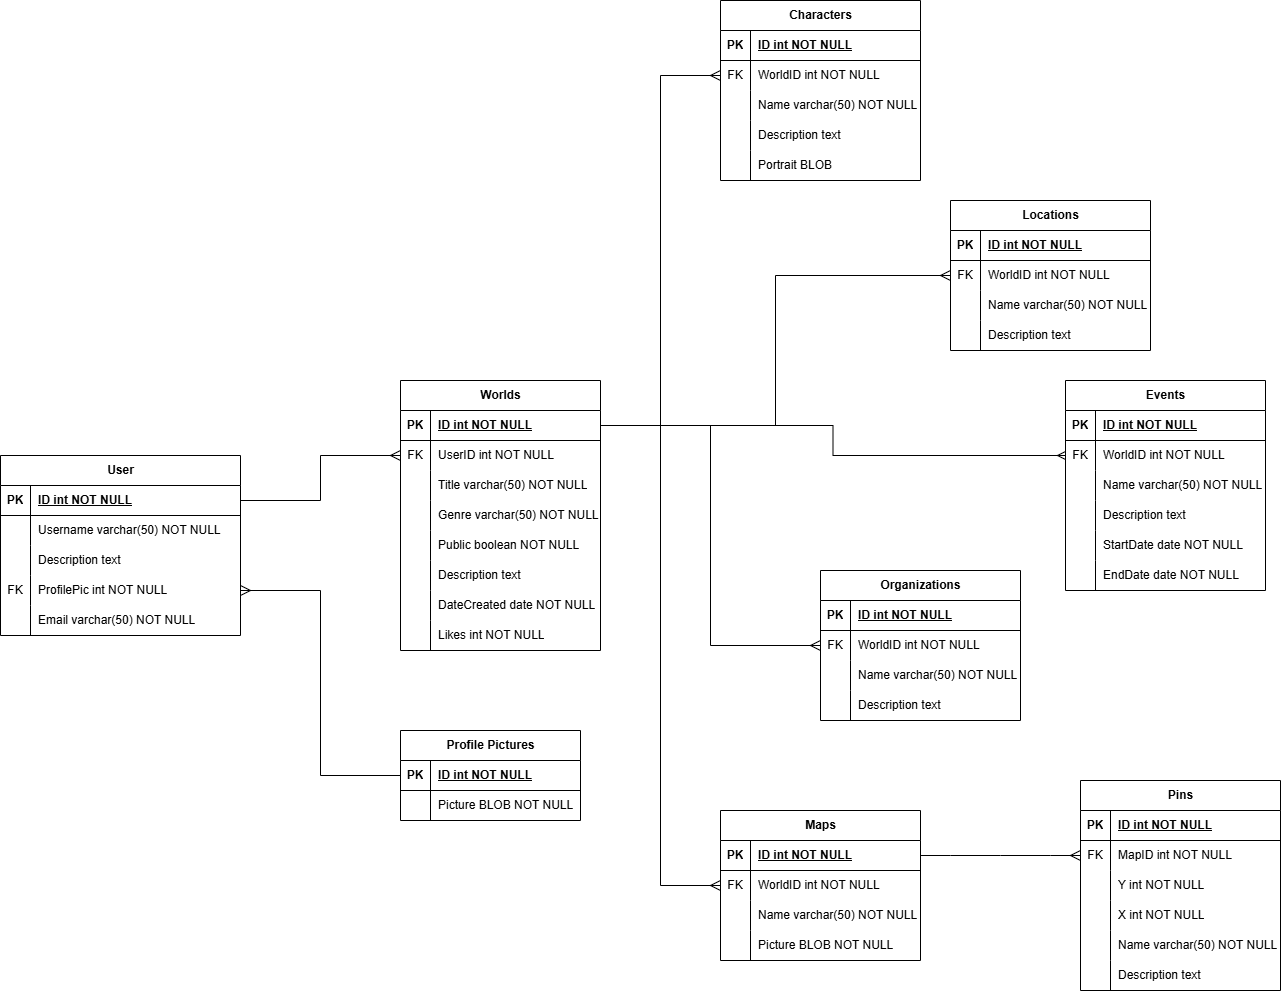 Characters
PK ID int NOT NULL
FK WorldID int NOT NULL
Name varchar(50) NOT NULL
Description text
Portrait BLOB
Locations
PK ID int NOT NULL
FK WorldID int NOT NULL
Name varchar(50) NOT NULL
Description text
Worlds
PK ID int NOT NULL
FK UserID int NOT NULL
Title varchar(50) NOT NULL
Genre varchar(50) NOT NULL
Public boolean NOT NULL
Description text
DateCreated date NOT NULL
Likes int NOT NULL
Events
PK ID int NOT NULL
FK WorldID int NOT NULL
Name varchar(50) NOT NULL
Description text
StartDate date NOT NULL
EndDate date NOT NULL
User
PK ID int NOT NULL
Username varchar(50) NOT NULL
Description text
FK ProfilePic int NOT NULL
Email varchar(50) NOT NULL
Organizations
PK ID int NOT NULL
FK WorldID int NOT NULL
Name varchar(50) NOT NULL
Description text
Profile Pictures
PK ID int NOT NULL
Picture BLOB NOT NULL
Maps
PK ID int NOT NULL
FK WorldID int NOT NULL
Name varchar(50) NOT NULL
Picture BLOB NOT NULL
Pins
PK ID int NOT NULL
FK MapID int NOT NULL
Y int NOT NULL
X int NOT NULL
Name varchar(50) NOT NULL
Description text